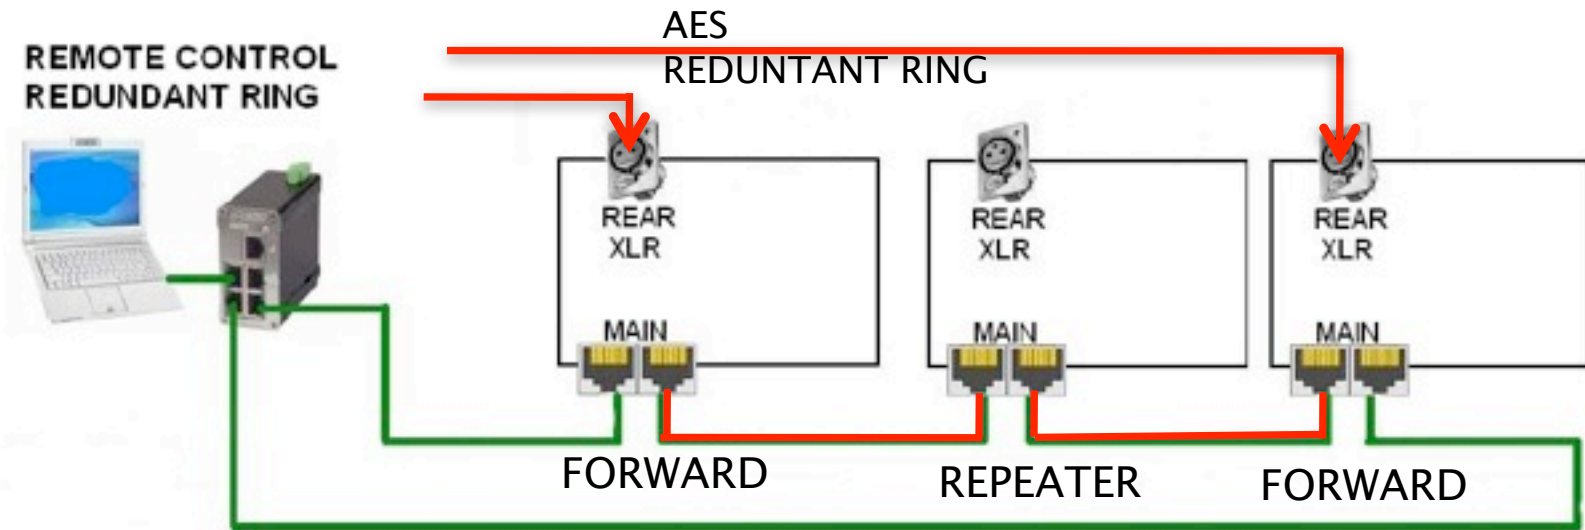 AES
REDUNTANT RING
REMOTE CONTROL
REDUNDANT RING
REAR
XLR
REAR
XLR
REAR
XLR
MAIN
MAIN
MAIN
FORWARD
REPEATER
FORWARD